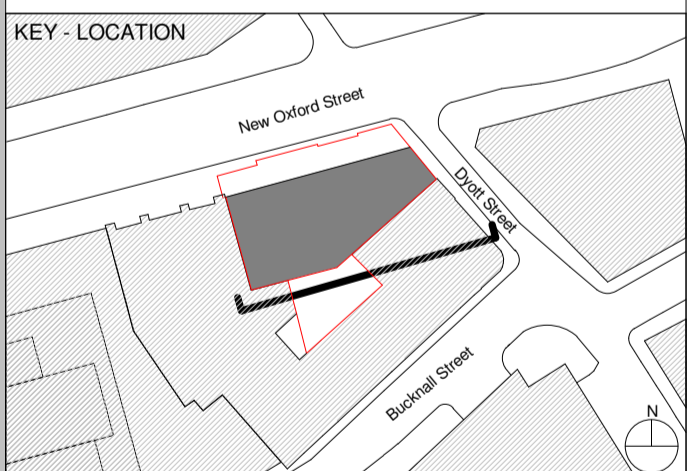 KEY - LOCATION
New Oxford Street
Dyott Street
Bucknall Street
N